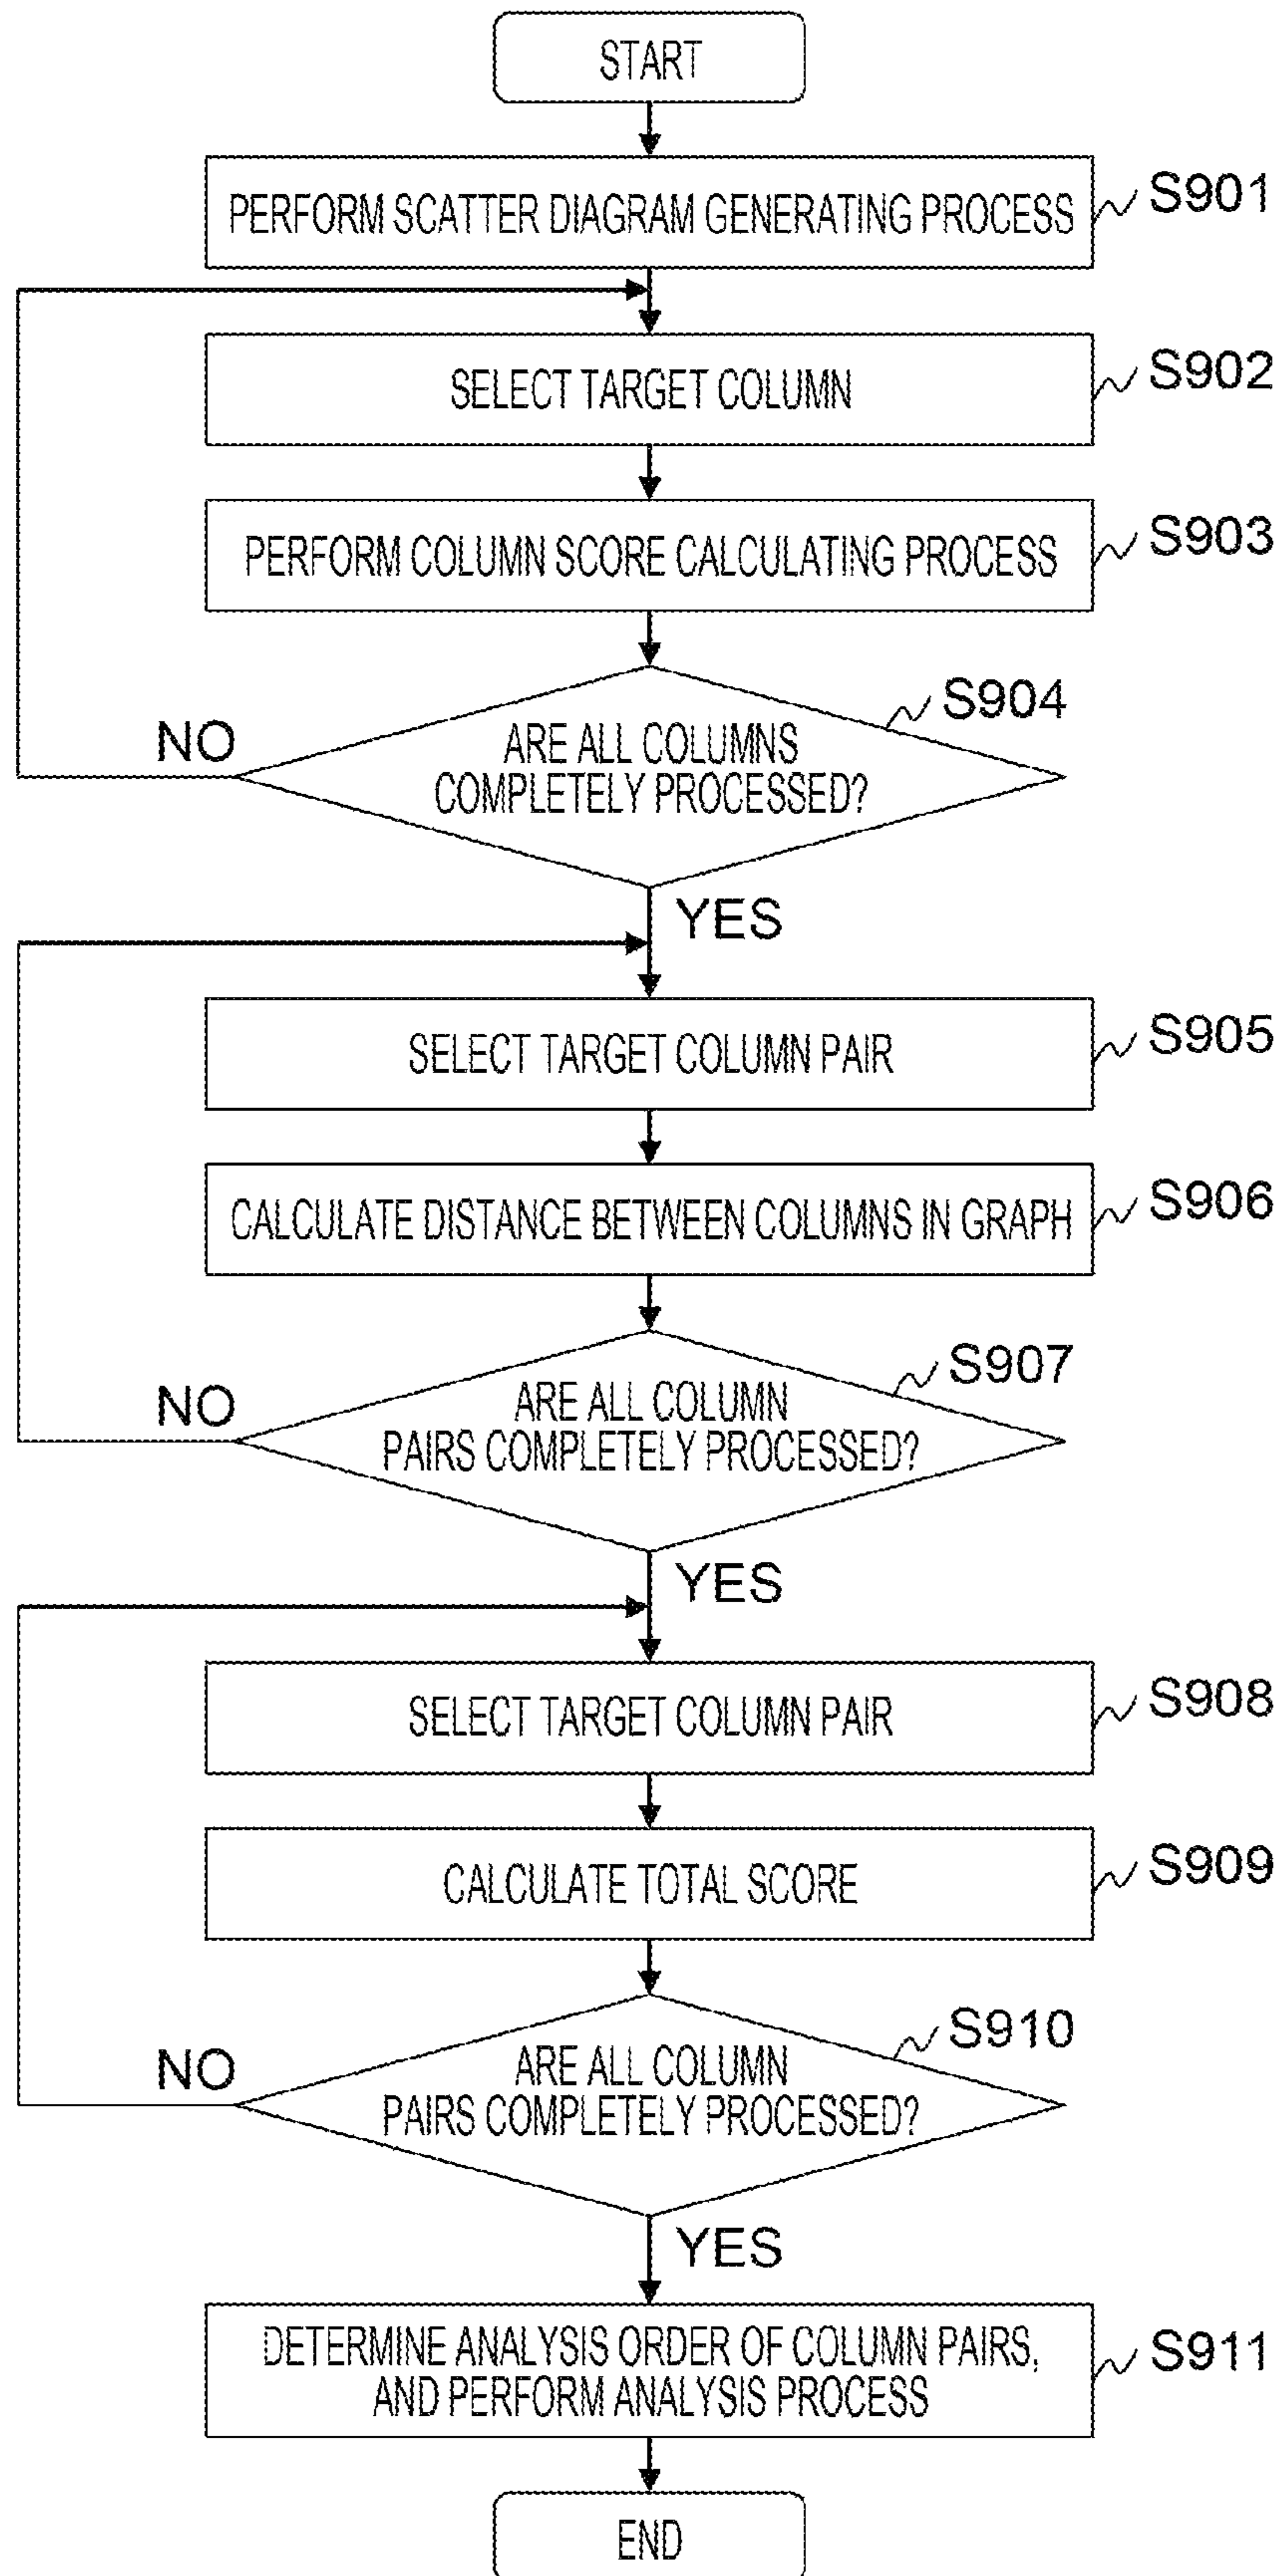 START
PERFORM SCATTER DIAGRAM GENERATING PROCESS
S901
SELECT TARGET COLUMN
S902
PERFORM COLUMN SCORE CALCULATING PROCESS
S903
S904
ARE ALL COLUMNS
COMPLETELY PROCESSED?
NO
YES
SELECT TARGET COLUMN PAIR
S905
CALCULATE DISTANCE BETWEEN COLUMNS IN GRAPH
S906
S907
ARE ALL COLUMN
PAIRS COMPLETELY PROCESSED?
NO
YES
SELECT TARGET COLUMN PAIR
S908
CALCULATE TOTAL SCORE
S909
S910
ARE ALL COLUMN
PAIRS COMPLETELY PROCESSED?
NO
YES
DETERMINE ANALYSIS ORDER OF COLUMN PAIRS,
AND PERFORM ANALYSIS PROCESS
S911
END